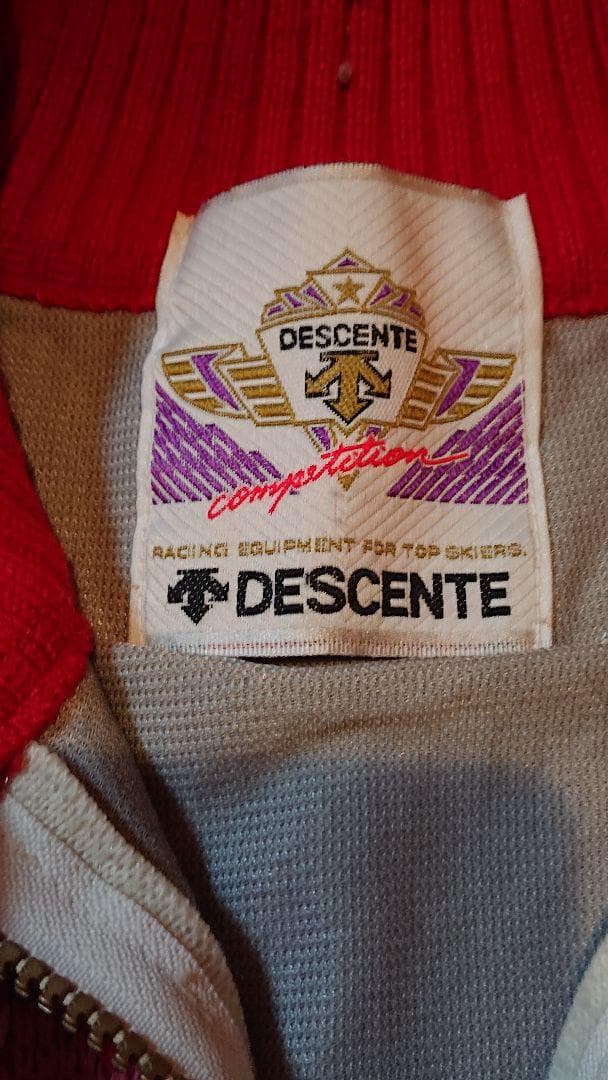 DESCENTE
competition
RACING EQUIPMENT FOR TOP SKIERS.
DESCENTE